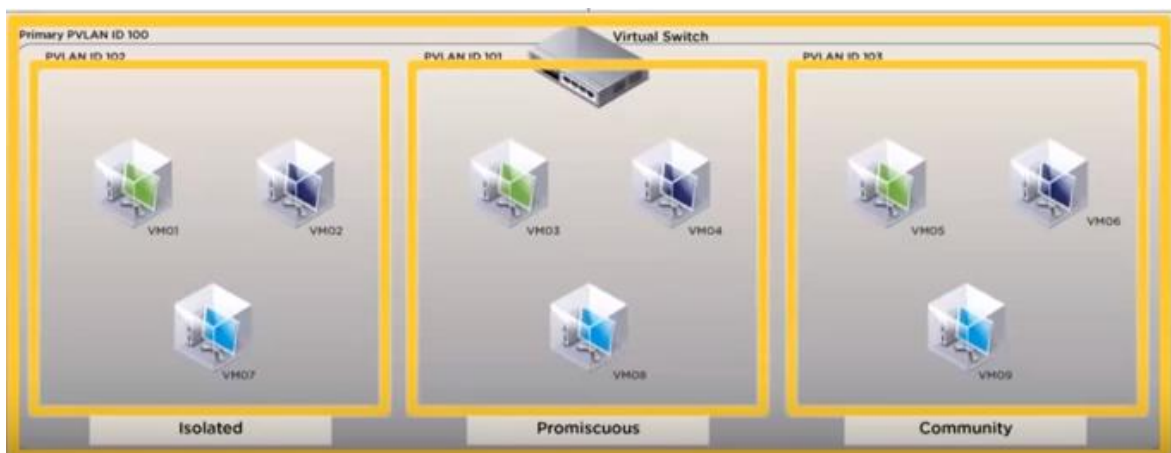 Primary PVLAN ID 100
Virtual Switch
PVLAN ID 102
PVLAN ID 101
PVLAN ID 103
VM01
VM02
VM03
VM04
VM05
VM06
VM07
VM08
VM09
Isolated
Promiscuous
Community